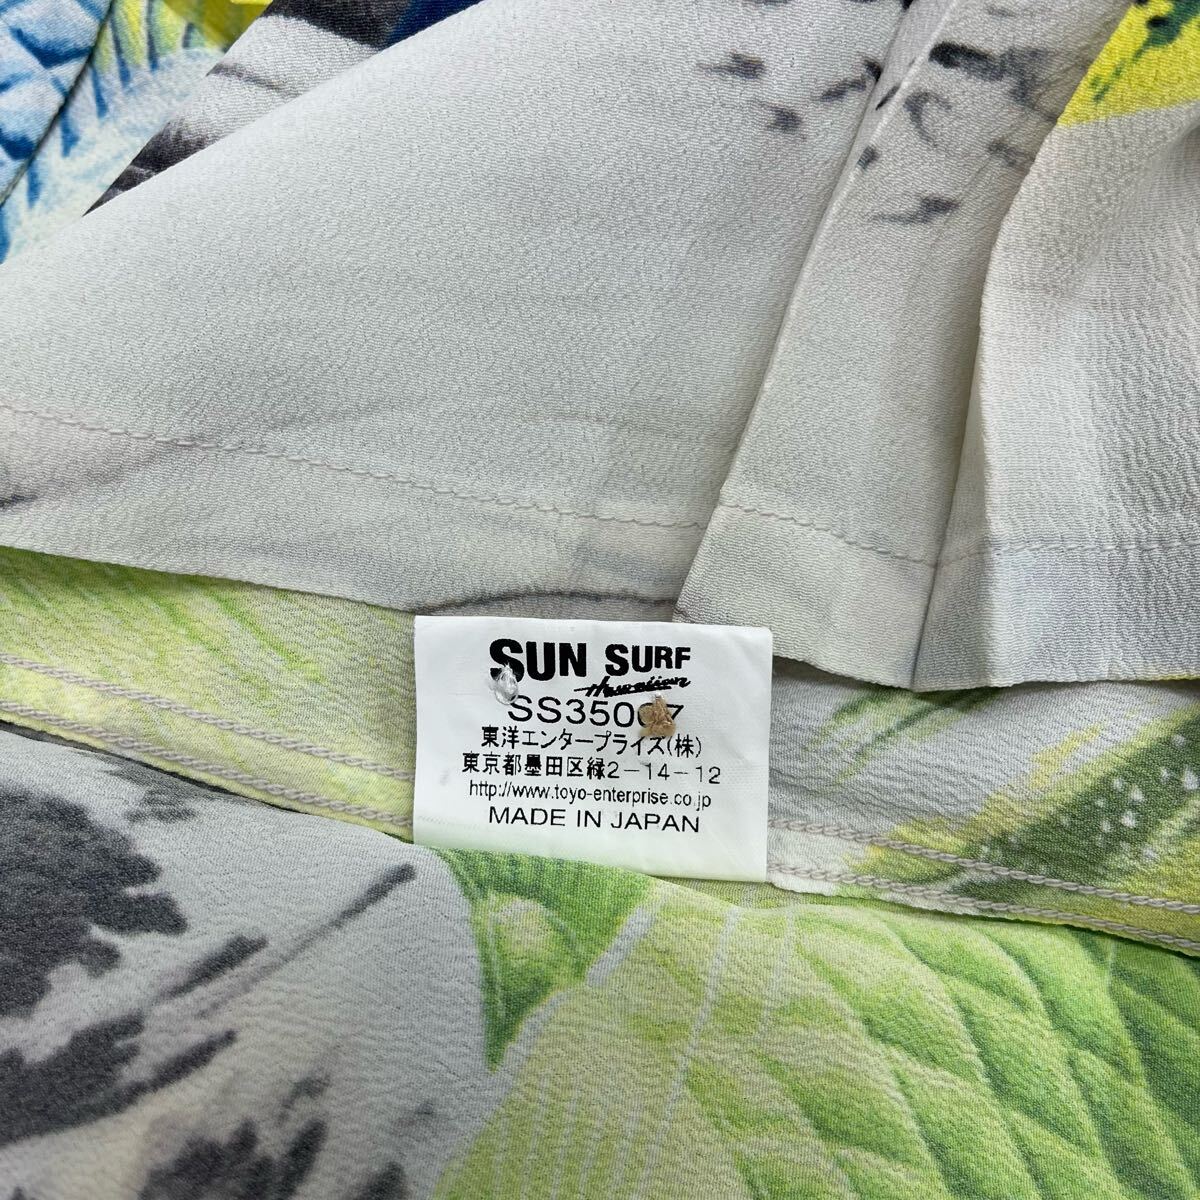 SUN SURF
Hawaiian
東洋エンタープライズ(株)
東京都墨田区緑2-14-12
http://www.toyo-enterprise.co.jp
MADE IN JAPAN